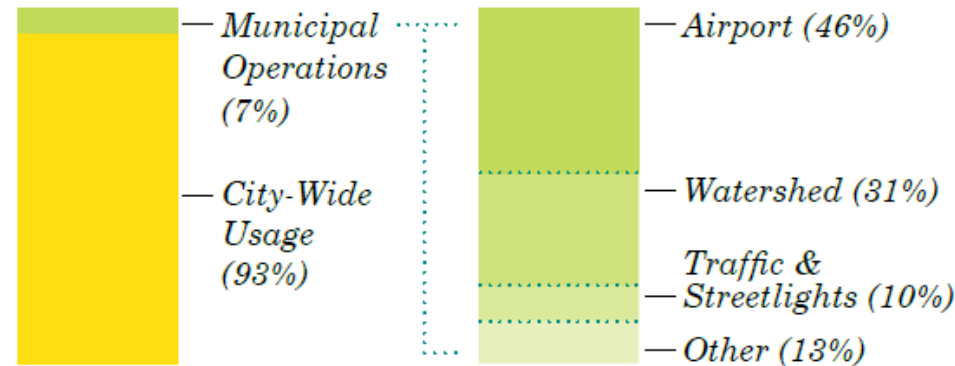 Municipal
Operations
(7%)
City-Wide
Usage
(93%)
Airport (46%)
Watershed (31%)
Traffic &
Streetlights (10%)
Other (13%)